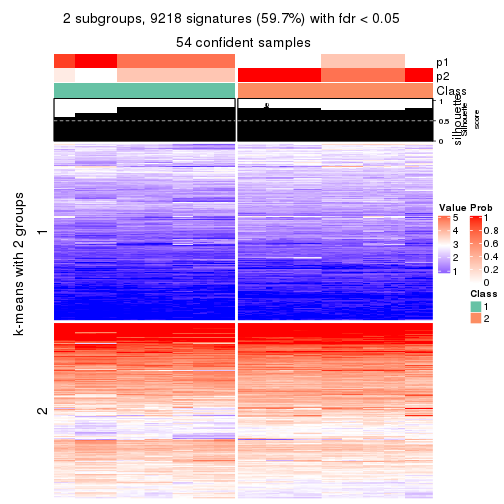 2 subgroups, 9218 signatures (59.7%) with fdr < 0.05
54 confident samples
p1
p2
Class
silhouette
1
0.5
0
Silhouette
score
k-means with 2 groups
1
2
Value
5
4
3
2
1
Prob
1
0.8
0.6
0.4
0.2
0
Class
1
2